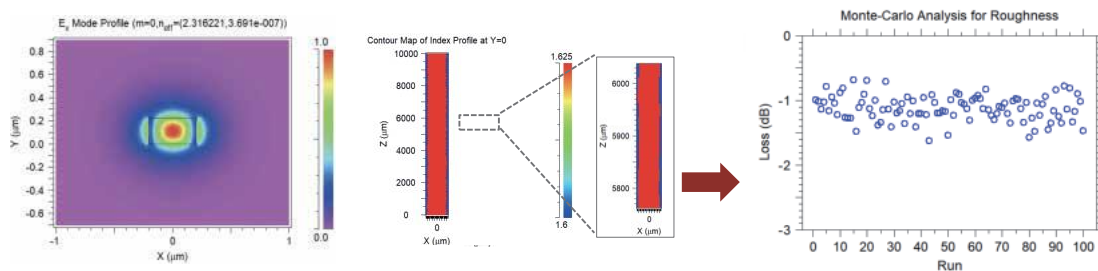 Eₓ Mode Profile (m=0,n_eff=(2.316221,3.691e-007))
0.8
0.6
0.4
0.2
0.0
-0.2
-0.4
-0.6
Y (μm)
-1
0
1
X (μm)
1.0
0.0
Contour Map of Index Profile at Y=0
10000
8000
6000
4000
2000
0
Z (μm)
0
X (μm)
1.625
1.6
6000
5900
5800
Z (μm)
0
X (μm)
Monte-Carlo Analysis for Roughness
0
-1
-2
-3
Loss (dB)
0 10 20 30 40 50 60 70 80 90 100
Run